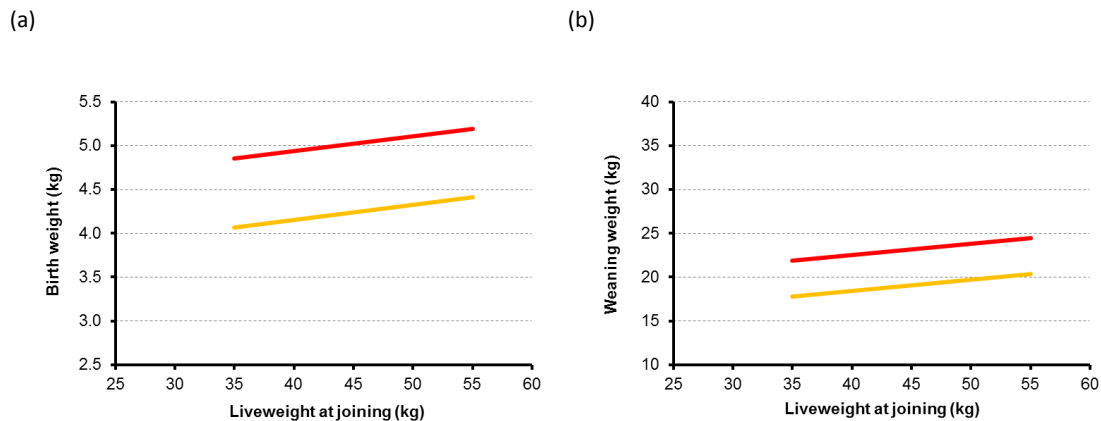 (a)
(b)
5.5
5.0
4.5
4.0
3.5
3.0
2.5
Birth weight (kg)
25 30 35 40 45 50 55 60
Liveweight at joining (kg)
40
35
30
25
20
15
10
Weaning weight (kg)
25 30 35 40 45 50 55 60
Liveweight at joining (kg)